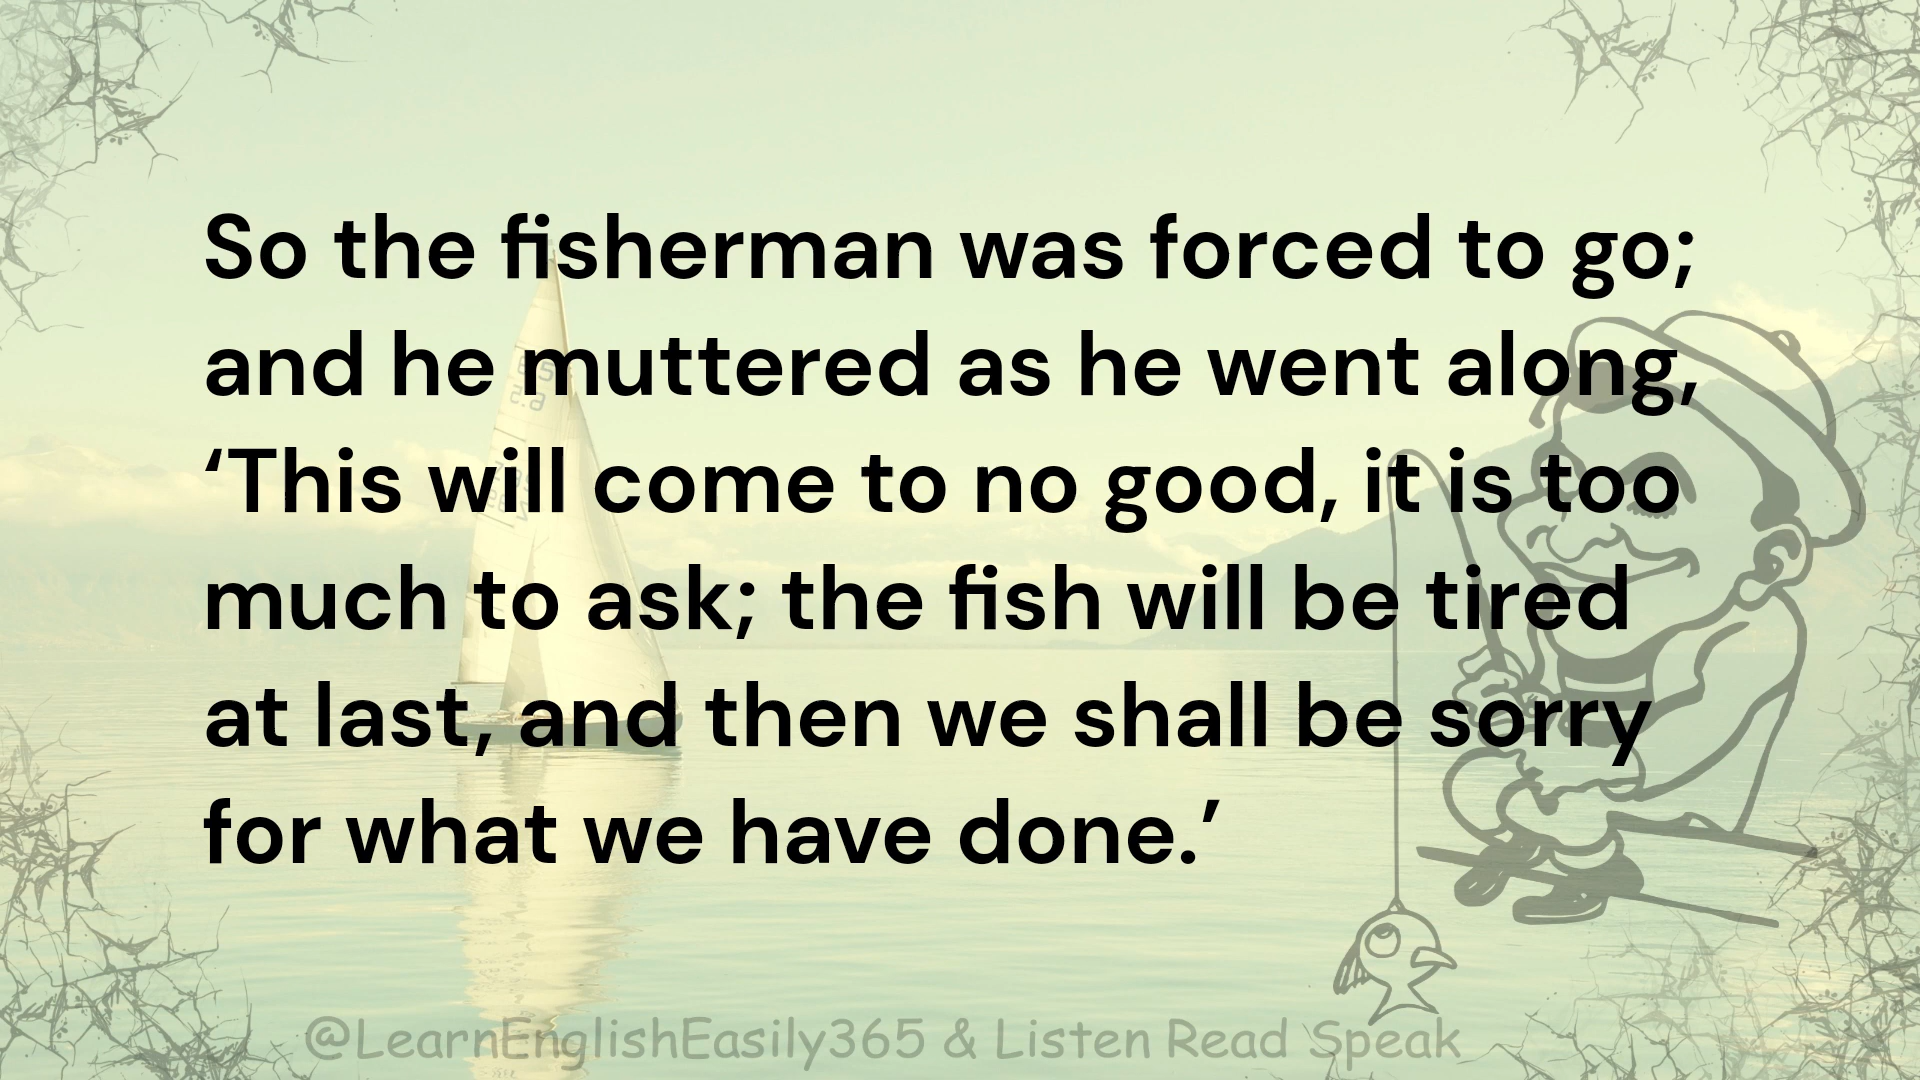 So the fisherman was forced to go;
and he muttered as he went along,
‘This will come to no good, it is too
much to ask; the fish will be tired
at last, and then we shall be sorry
for what we have done.’
@LearnEnglishEasily365 & Listen Read Speak